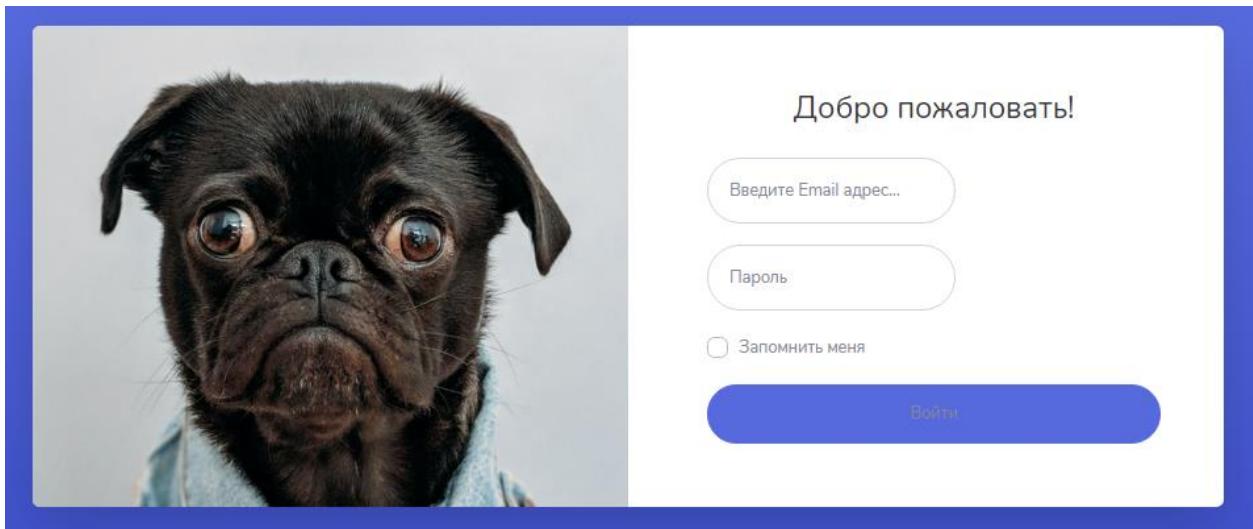 Добро пожаловать!
Введите Email адрес...
Пароль
Запомнить меня
Войти